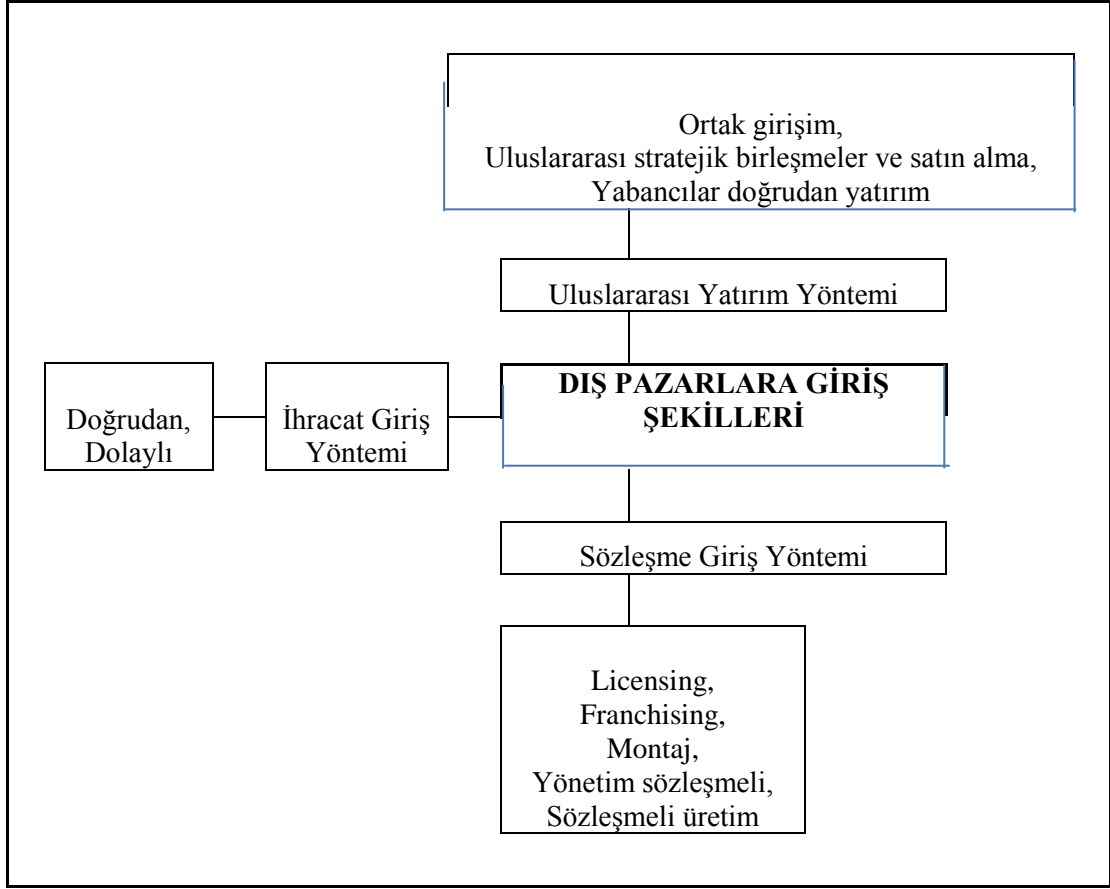 Ortak girişim,
Uluslararası stratejik birleşmeler ve satın alma,
Yabancılar doğrudan yatırım
Uluslararası Yatırım Yöntemi
Doğrudan,
Dolaylı
İhracat Giriş
Yöntemi
DIŞ PAZARLARA GİRİŞ
ŞEKİLLERİ
Sözleşme Giriş Yöntemi
Licensing,
Franchising,
Montaj,
Yönetim sözleşmeli,
Sözleşmeli üretim